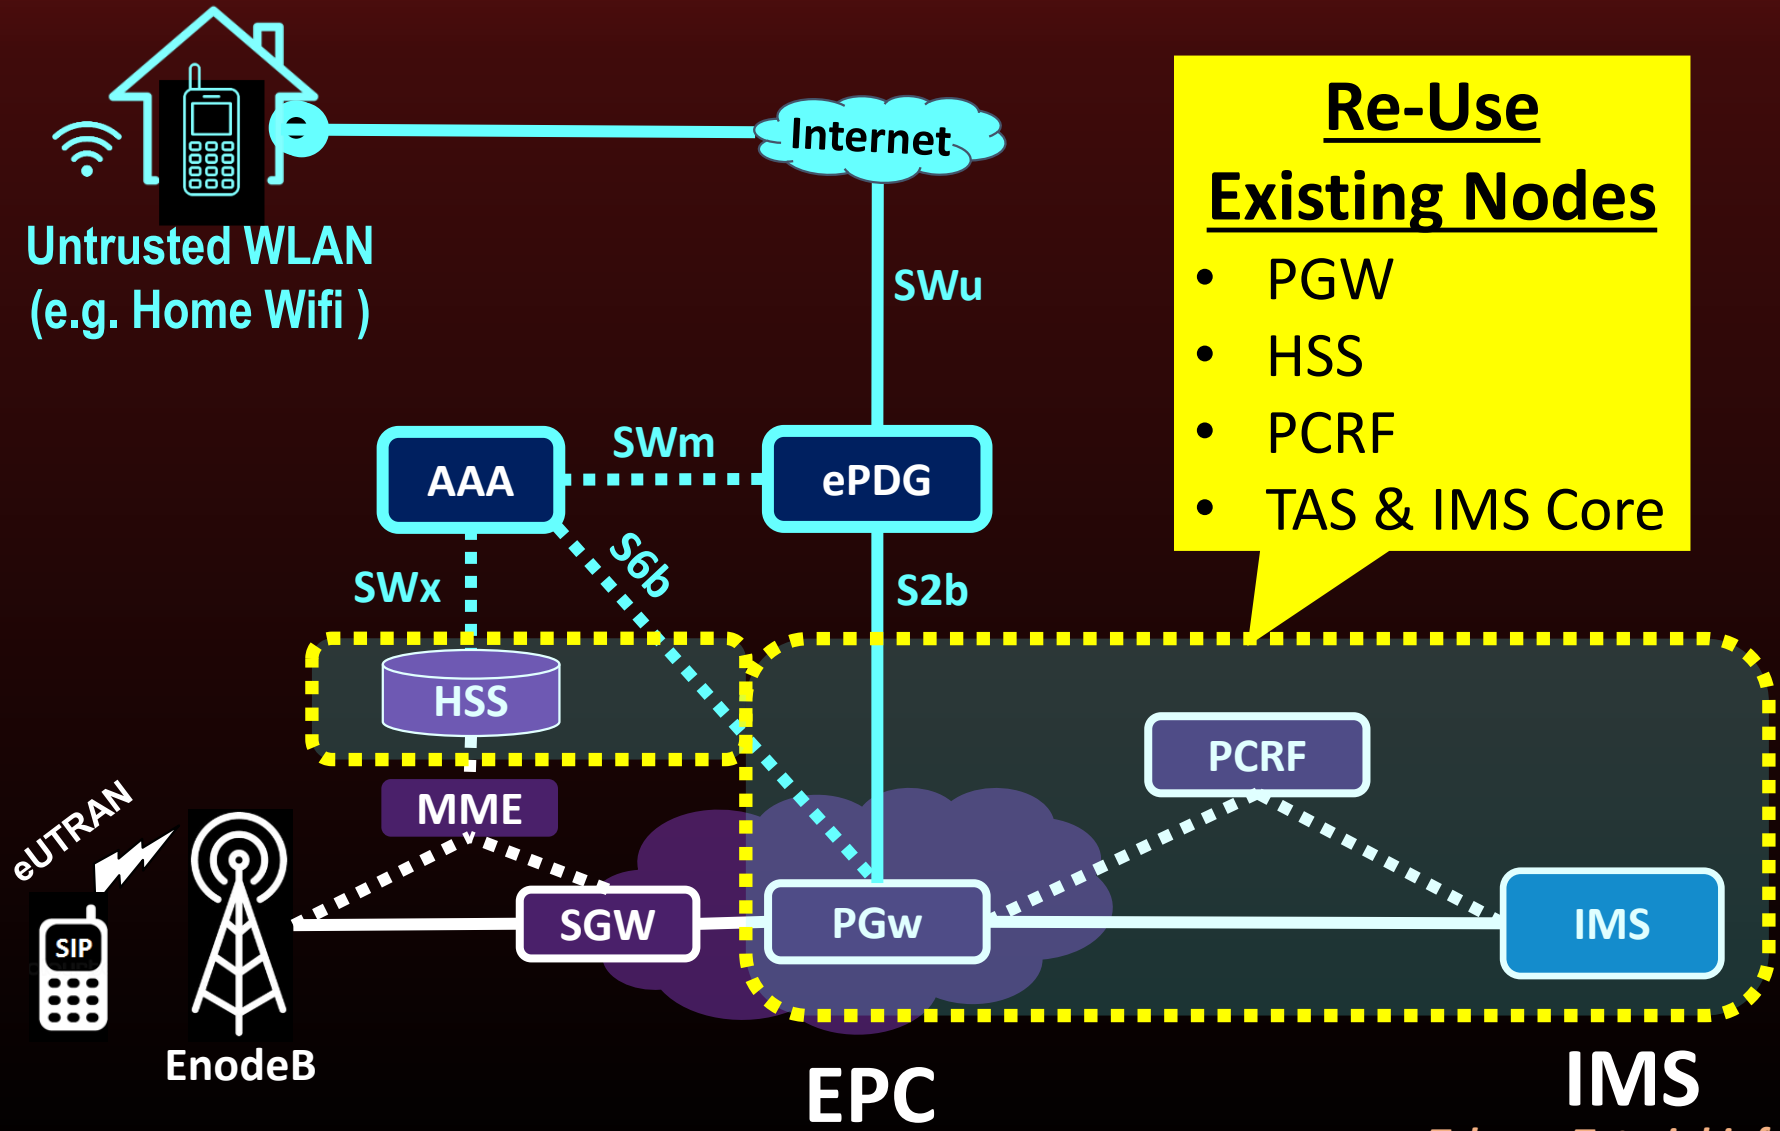 Re-Use
Existing Nodes
• PGW
• HSS
• PCRF
• TAS & IMS Core
Internet
Untrusted WLAN
(e.g. Home Wifi )
SWu
SWm
AAA
ePDG
S6b
SWx
S2b
HSS
PCRF
MME
eUTRAN
SGW
PGw
IMS
SIP
EnodeB
EPC
IMS